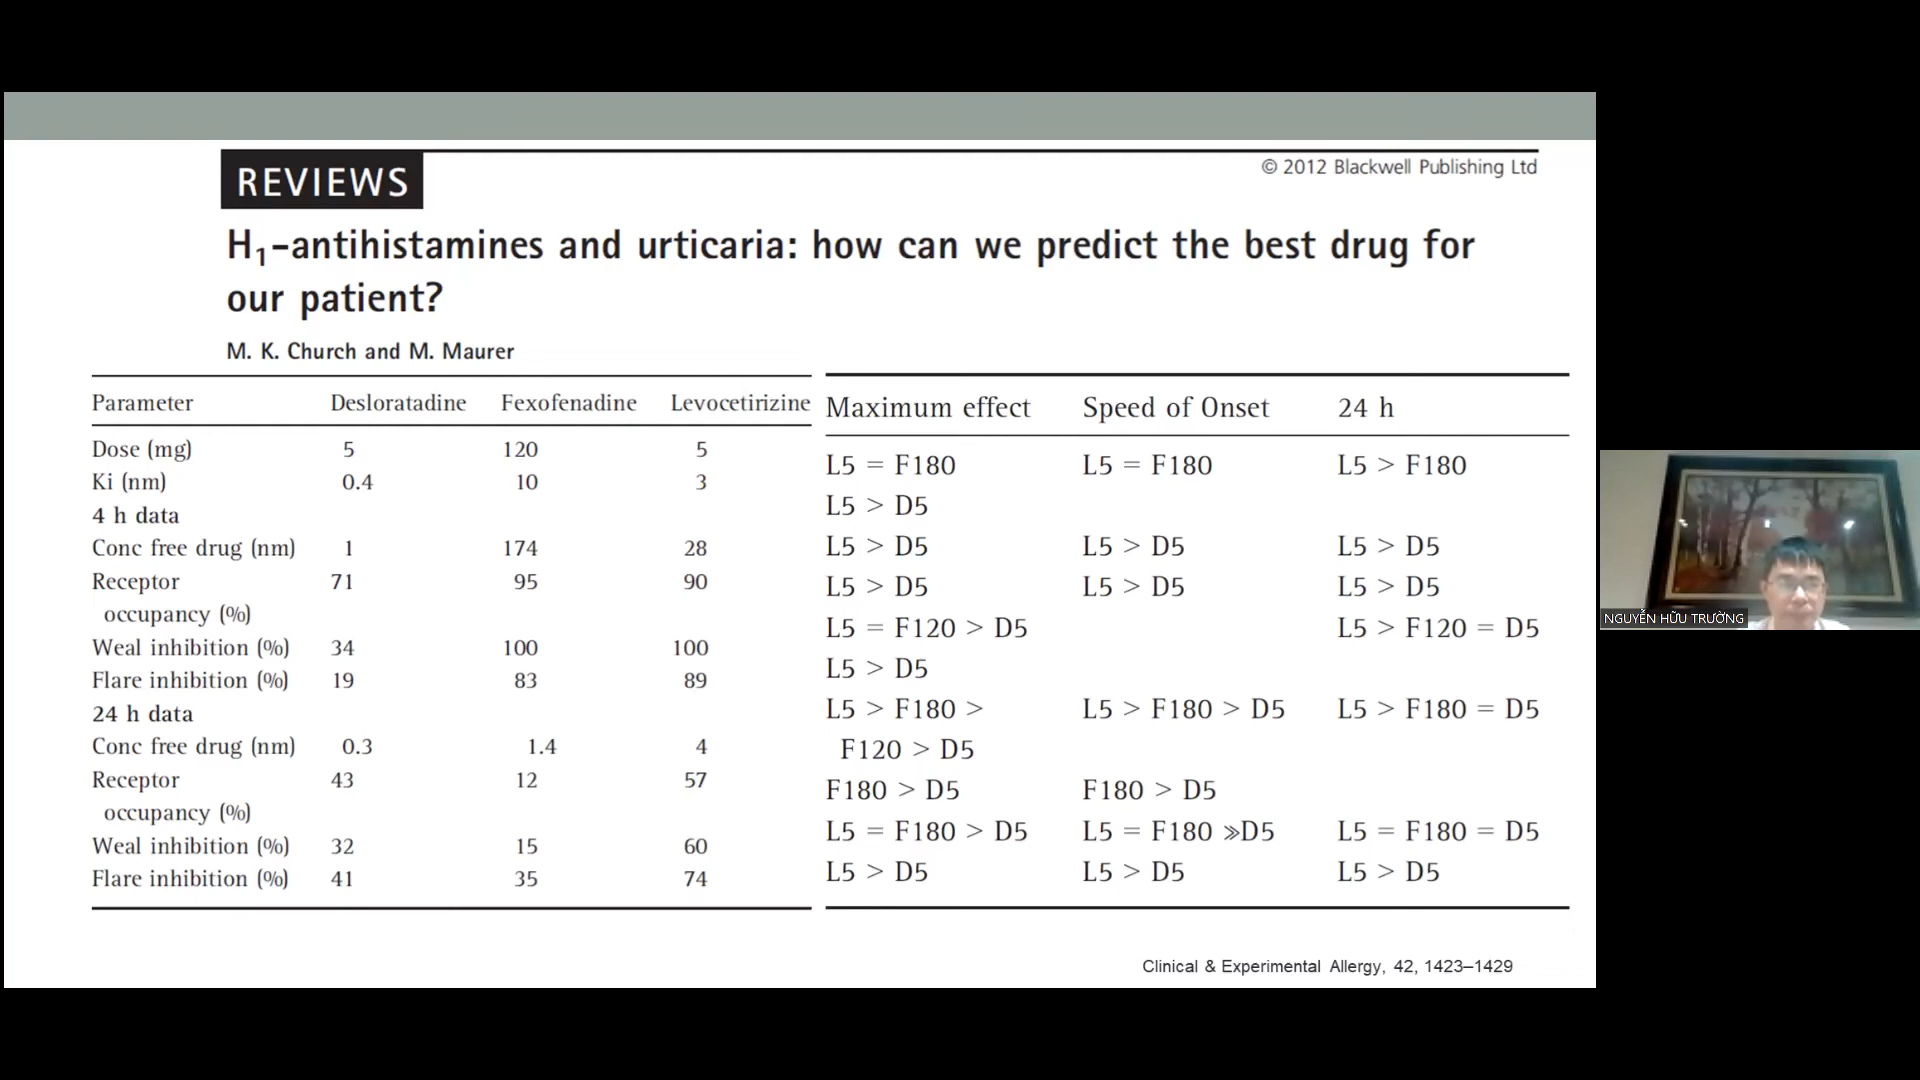 REVIEWS
© 2012 Blackwell Publishing Ltd
H1-antihistamines and urticaria: how can we predict the best drug for
our patient?
M. K. Church and M. Maurer
Parameter Desloratadine Fexofenadine Levocetirizine
Dose (mg) 5 120 5
Ki (nm) 0.4 10 3
4 h data
Conc free drug (nm) 1 174 28
Receptor 71 95 90
occupancy (%)
Weal inhibition (%) 34 100 100
Flare inhibition (%) 19 83 89
24 h data
Conc free drug (nm) 0.3 1.4 4
Receptor 43 12 57
occupancy (%)
Weal inhibition (%) 32 15 60
Flare inhibition (%) 41 35 74
Maximum effect Speed of Onset 24 h
L5 = F180 L5 = F180 L5 > F180
L5 > D5
L5 > D5 L5 > D5 L5 > D5
L5 > D5 L5 > D5 L5 > D5
L5 = F120 > D5 L5 > F120 = D5
L5 > D5
L5 > F180 > L5 > F180 > D5 L5 > F180 = D5
F120 > D5
F180 > D5 F180 > D5
L5 = F180 > D5 L5 = F180 ≫D5 L5 = F180 = D5
L5 > D5 L5 > D5 L5 > D5
Clinical & Experimental Allergy, 42, 1423–1429
NGUYỄN HỮU TRƯỜNG